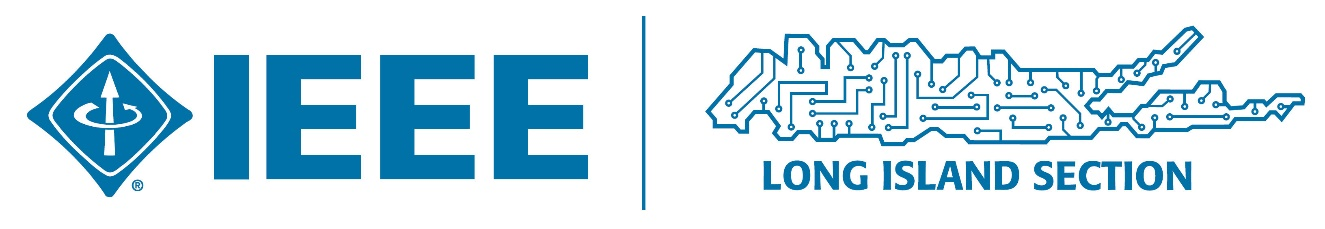 IEEE
®
LONG ISLAND SECTION